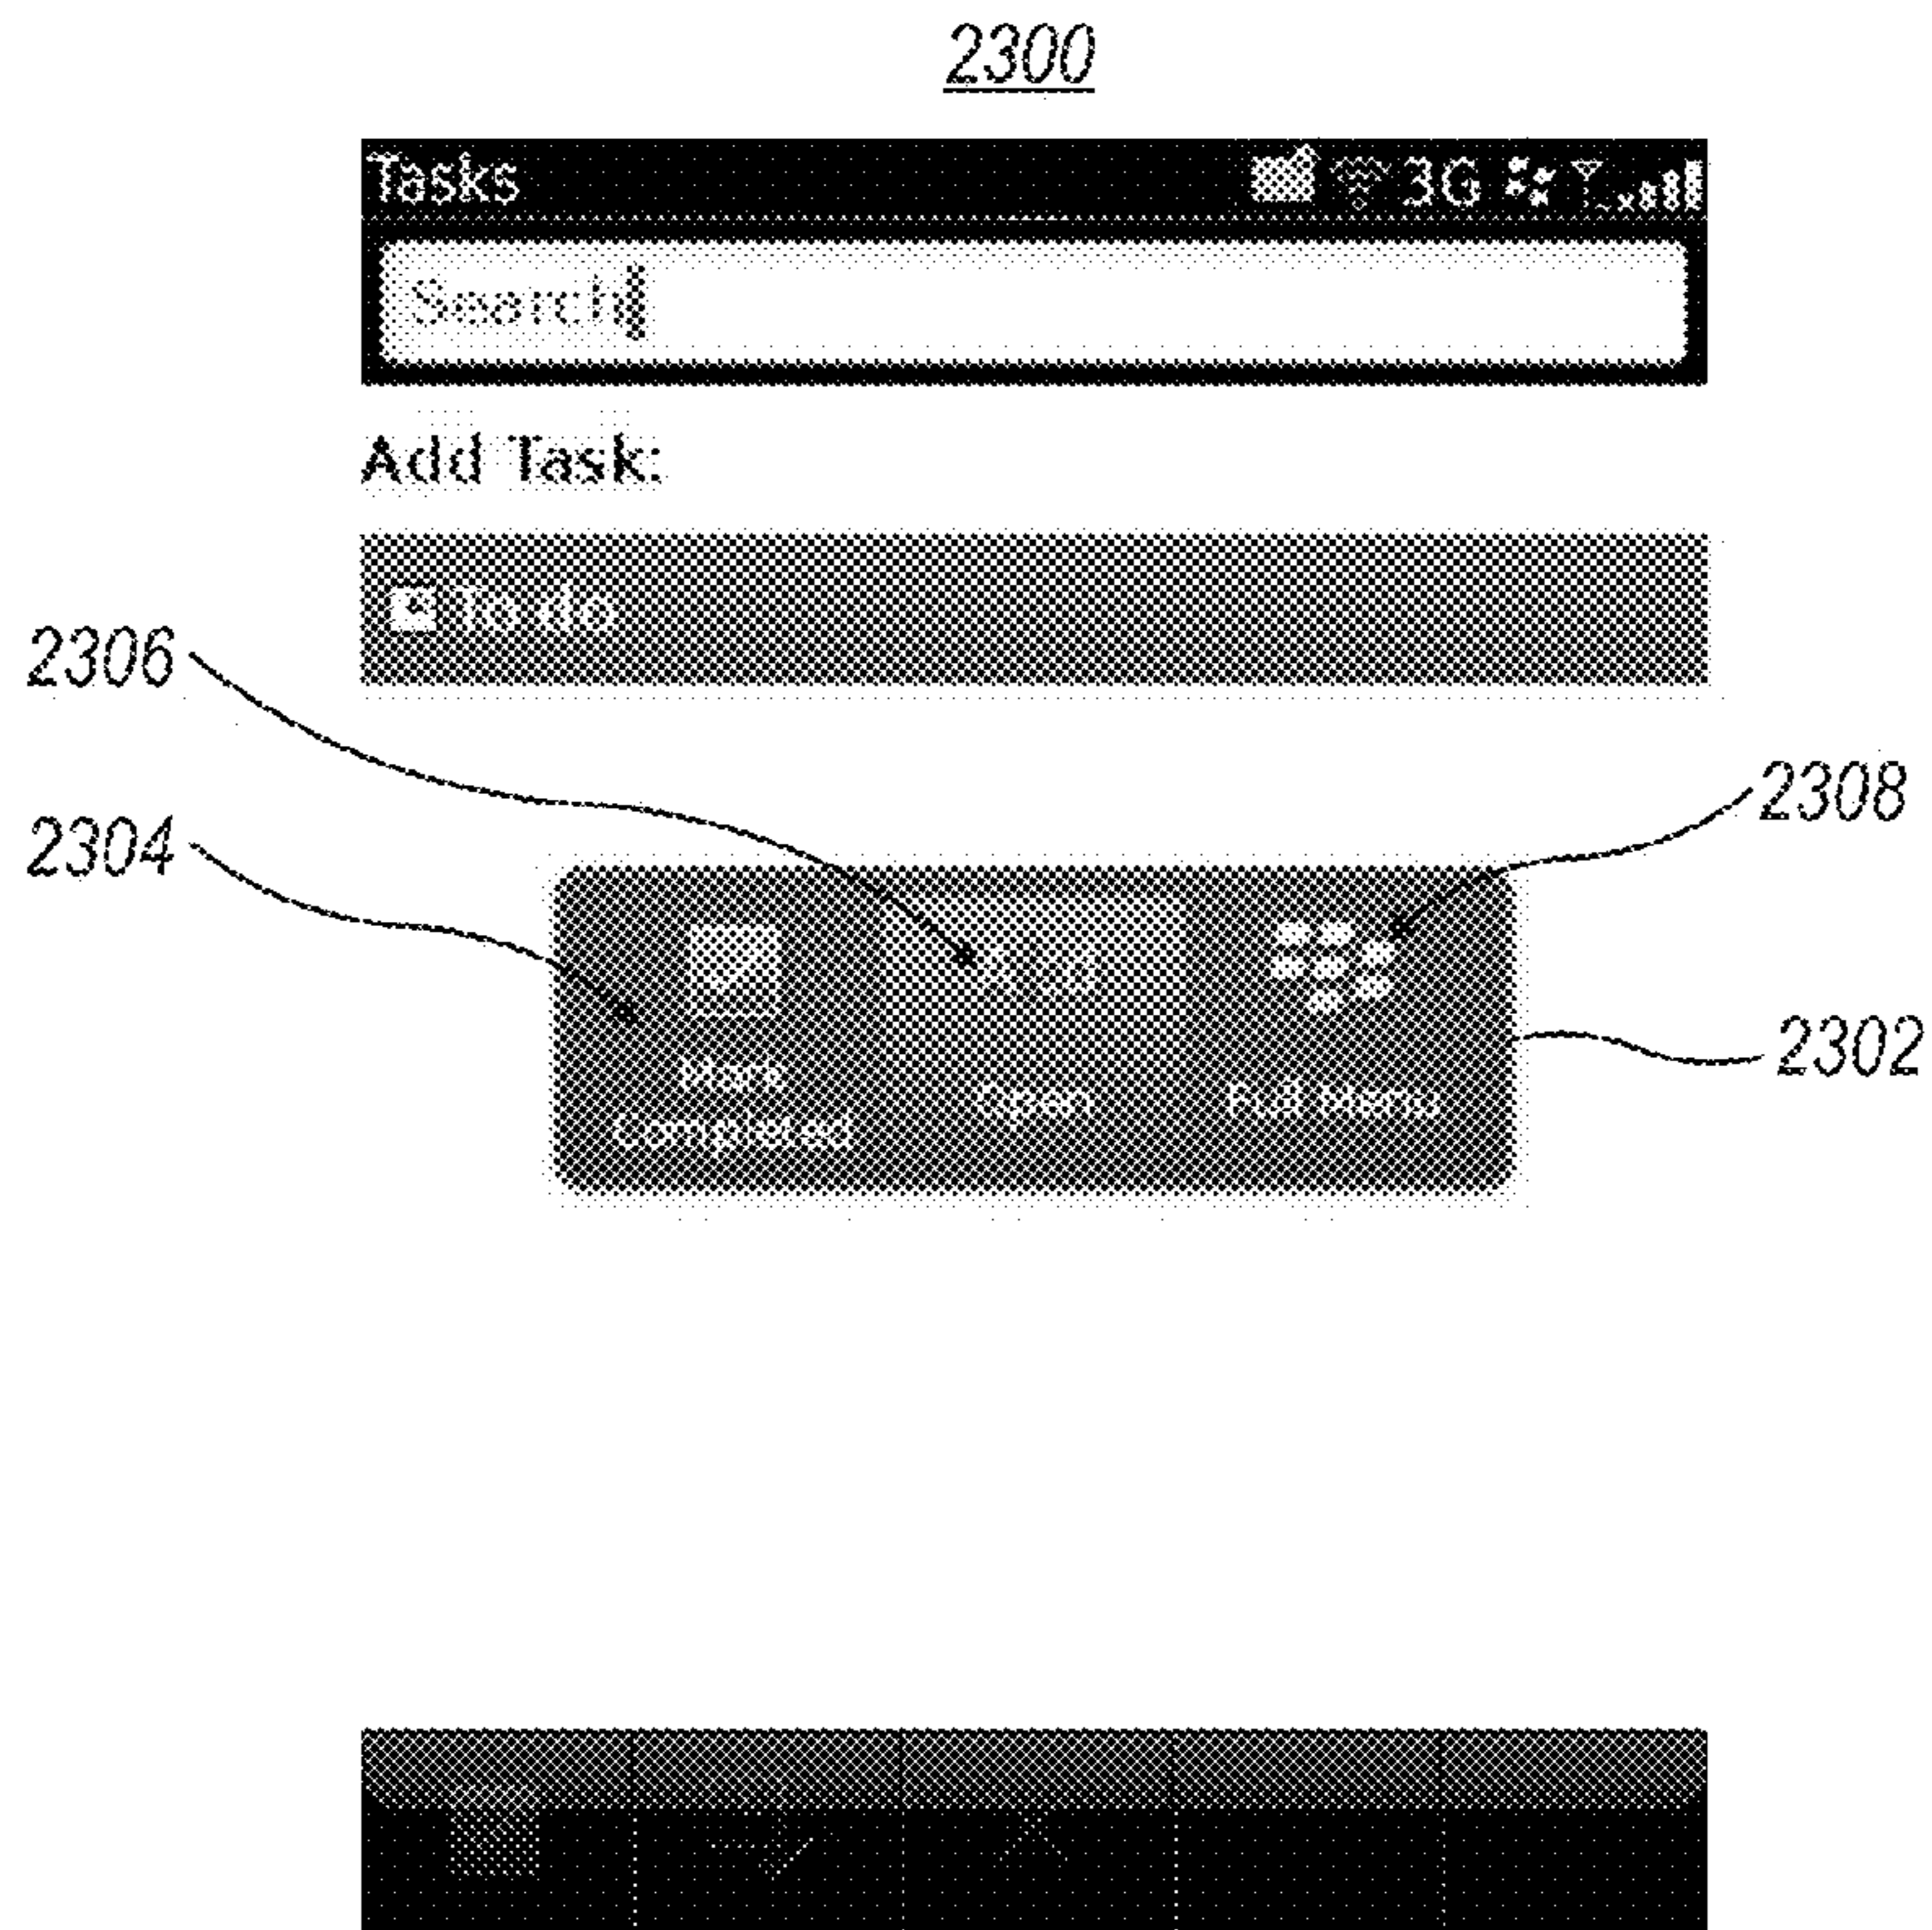 2300
Tasks 3G
Search
Add Task:
To do
2306
2308
2304
2302
Mark
Completed
Open
Full Menu